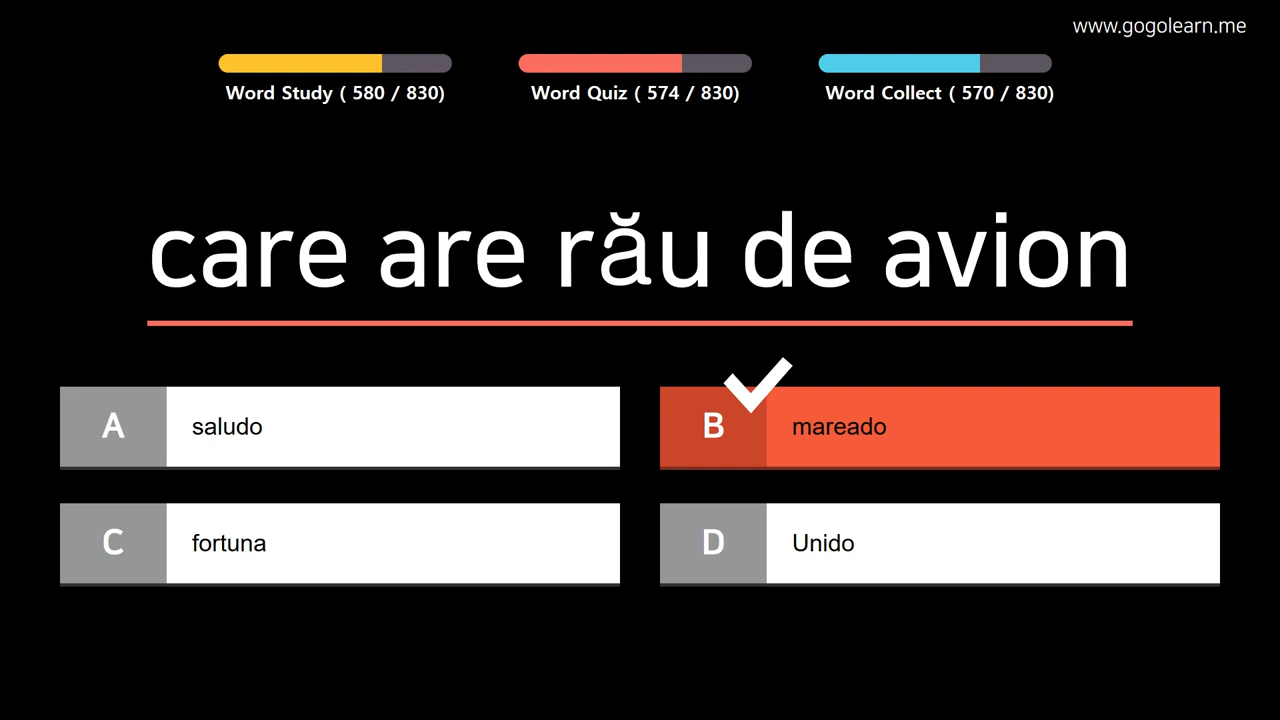 www.gogolearn.me
Word Study ( 580 / 830)
Word Quiz ( 574 / 830)
Word Collect ( 570 / 830)
care are rău de avion
A saludo
B mareado
C fortuna
D Unido